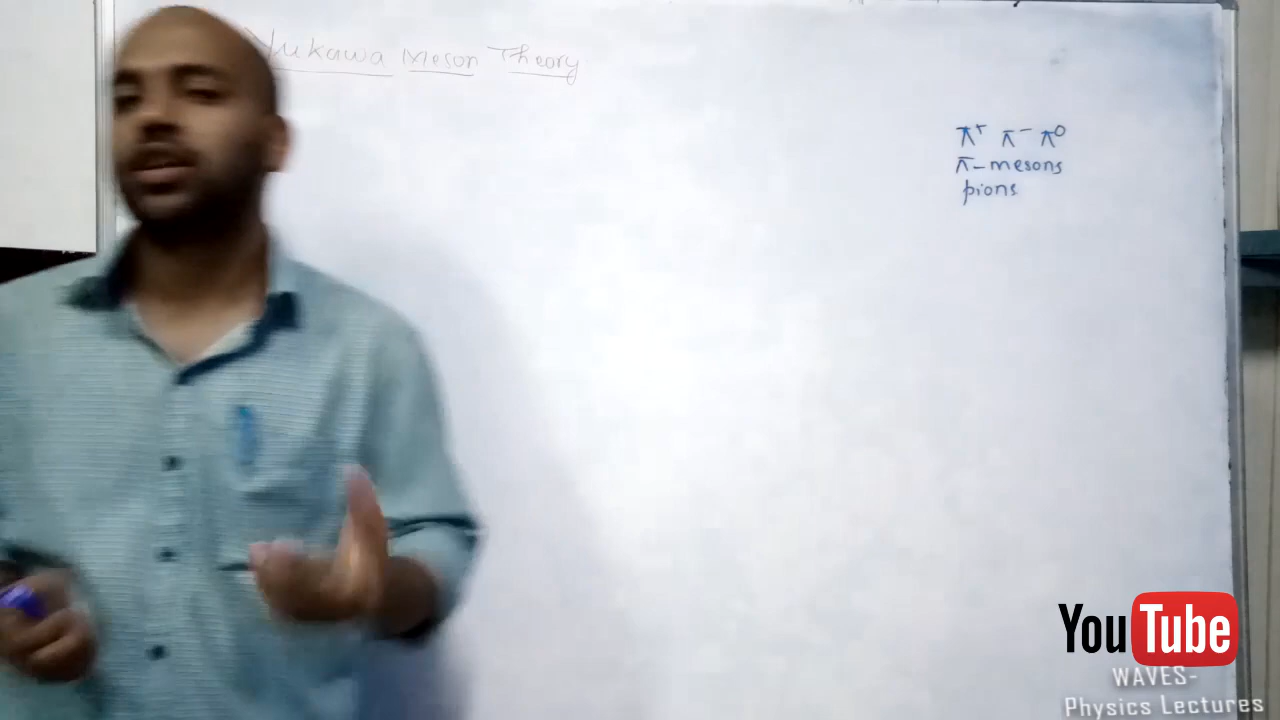 Yukawa Meson Theory
π⁺ π⁻ π⁰
π-mesons
pions
YouTube
WAVES-
Physics Lectures